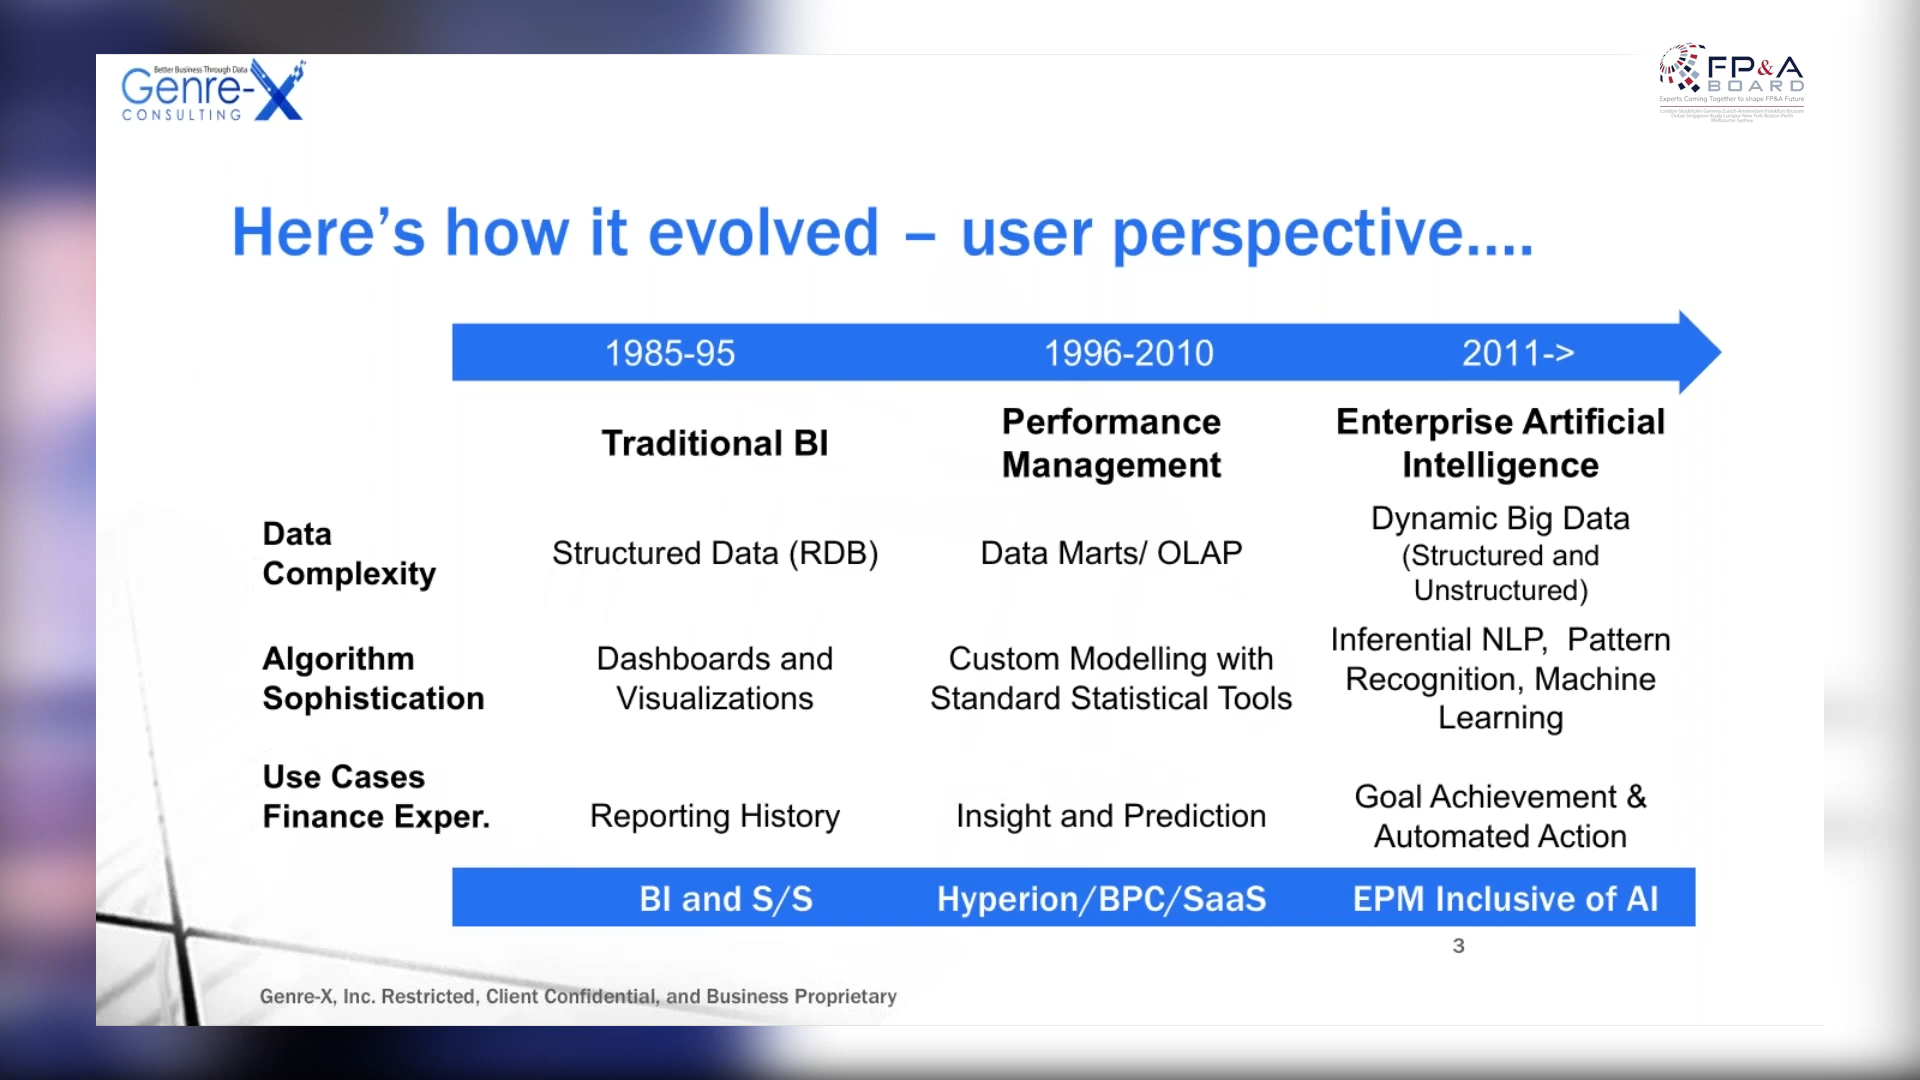 Better Business Through Data
Genre-X
CONSULTING
FP&A
BOARD
Experts Coming Together to shape FP&A Future
Here’s how it evolved – user perspective....
1985-95 1996-2010 2011->
Traditional BI
Performance
Management
Enterprise Artificial
Intelligence
Data
Complexity
Structured Data (RDB)
Data Marts/ OLAP
Dynamic Big Data
(Structured and
Unstructured)
Algorithm
Sophistication
Dashboards and
Visualizations
Custom Modelling with
Standard Statistical Tools
Inferential NLP, Pattern
Recognition, Machine
Learning
Use Cases
Finance Exper.
Reporting History
Insight and Prediction
Goal Achievement &
Automated Action
BI and S/S Hyperion/BPC/SaaS EPM Inclusive of AI
3
Genre-X, Inc. Restricted, Client Confidential, and Business Proprietary